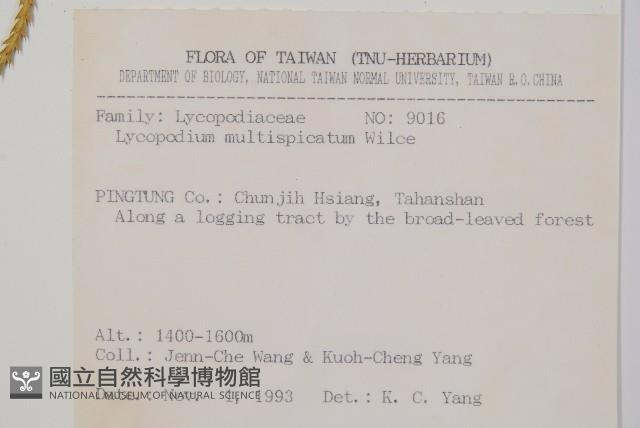 FLORA OF TAIWAN (TNU-HERBARIUM)
DEPARTMENT OF BIOLOGY, NATIONAL TAIWAN NORMAL UNIVERSITY, TAIWAN R.O.CHINA
Family: Lycopodiaceae NO: 9016
Lycopodium multispicatum Wilce
PINGTUNG Co.: Chunjih Hsiang, Tahanshan
Along a logging tract by the broad-leaved forest
Alt.: 1400-1600m
Coll.: Jenn-Che Wang & Kuoh-Cheng Yang
國立自然科學博物館
NATIONAL MUSEUM OF NATURAL SCIENCE
Date: Nov. 1, 1993 Det.: K. C. Yang